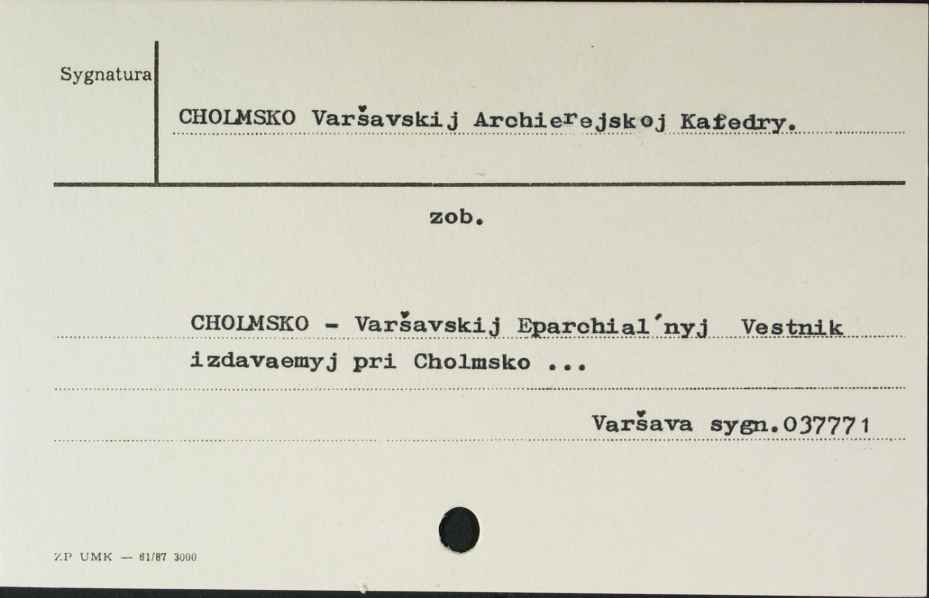 Sygnatura
CHOLMSKO Varšavskij Archierejskoj Kafedry.
zob.
CHOLMSKO - Varšavskij Eparchial´nyj Vestnik
izdavaemyj pri Cholmsko ...
Varšava sygn.037771
ZP UMK — 61/87 3000